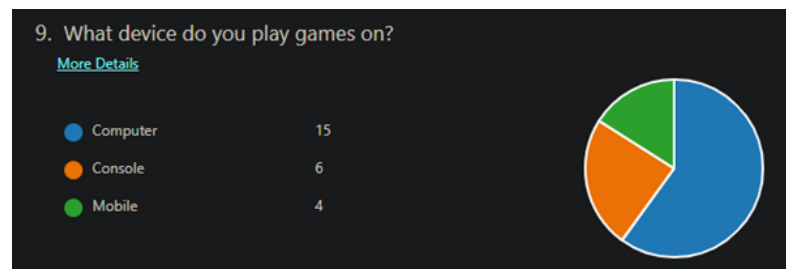 9. What device do you play games on?
More Details
Computer 15
Console 6
Mobile 4